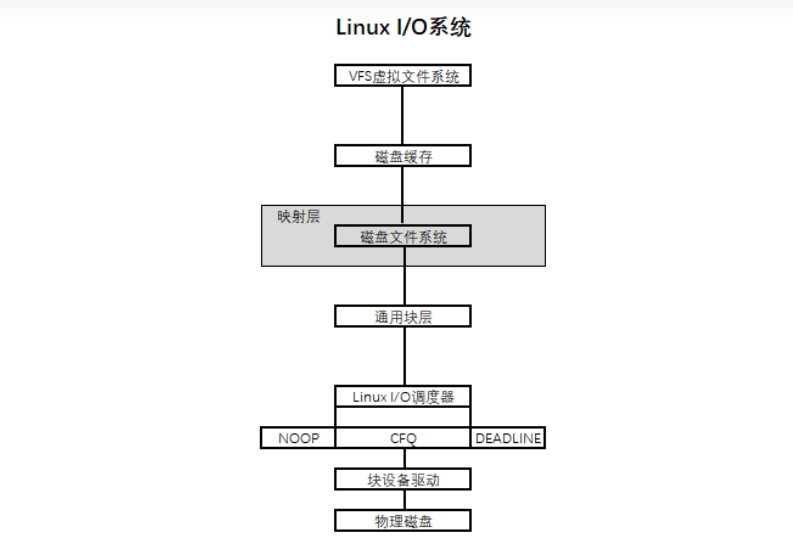 Linux I/O系统
VFS虚拟文件系统
磁盘缓存
映射层
磁盘文件系统
通用块层
Linux I/O调度器
NOOP CFQ DEADLINE
块设备驱动
物理磁盘